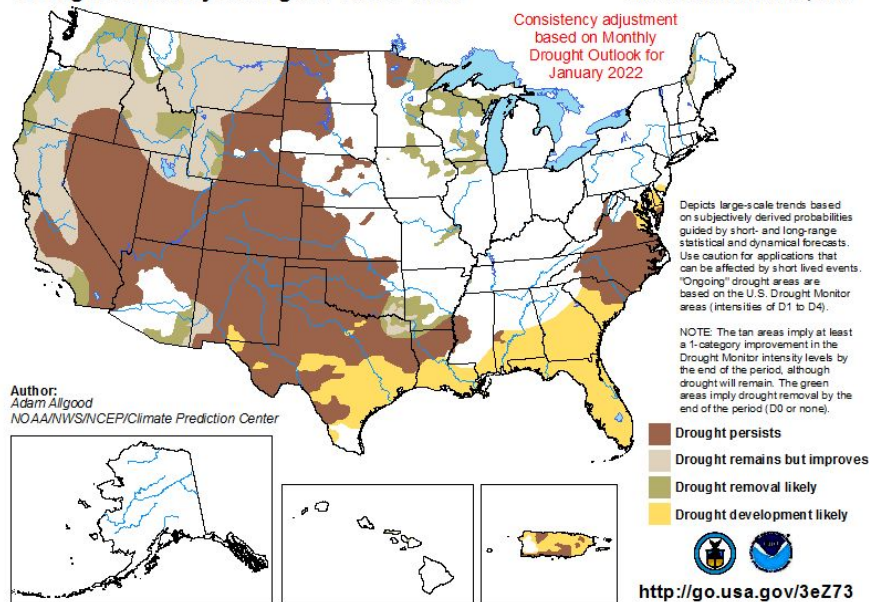 Consistency adjustment
based on Monthly
Drought Outlook for
January 2022
Depicts large-scale trends based
on subjectively derived probabilities
guided by short- and long-range
statistical and dynamical forecasts.
Use caution for applications that
can be affected by short lived events.
"Ongoing" drought areas are
based on the U.S. Drought Monitor
areas (intensities of D1 to D4).
NOTE: The tan areas imply at least
a 1-category improvement in the
Drought Monitor intensity levels by
the end of the period, although
drought will remain. The green
areas imply drought removal by the
end of the period (D0 or none).
Author:
Adam Allgood
NOAA/NWS/NCEP/Climate Prediction Center
Drought persists
Drought remains but improves
Drought removal likely
Drought development likely
http://go.usa.gov/3eZ73